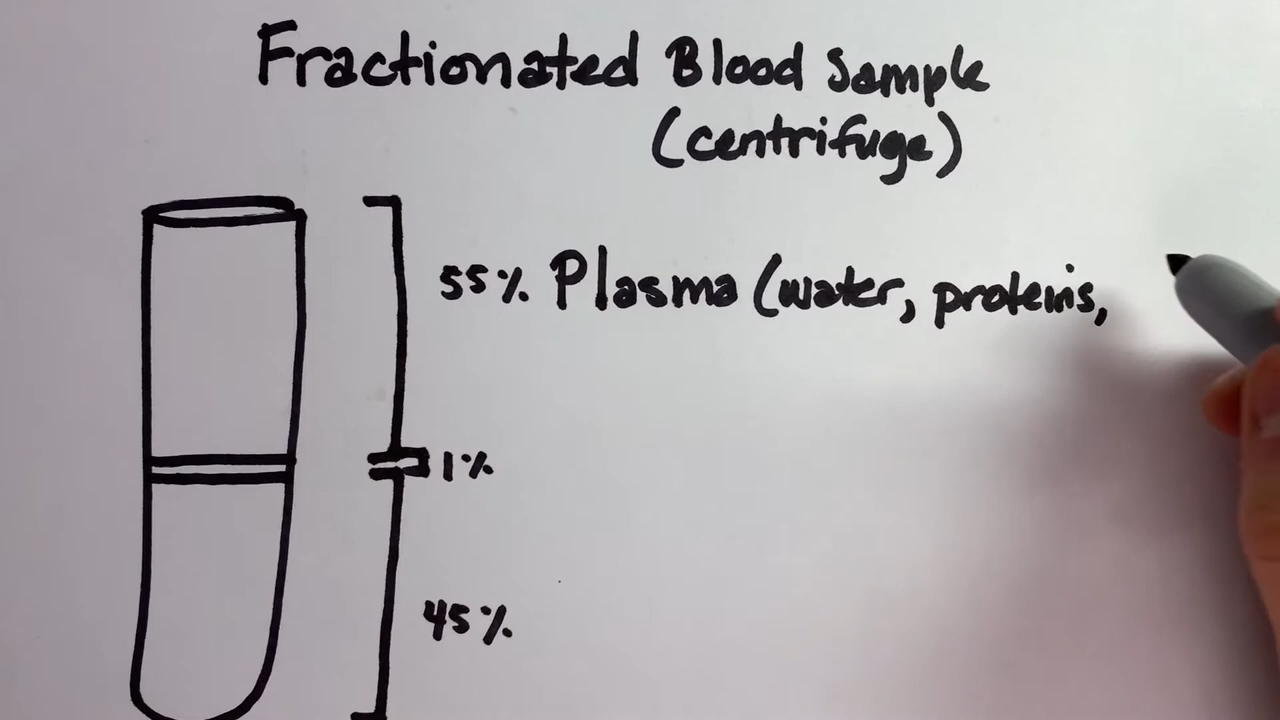 Fractionated Blood Sample
(centrifuge)
55% Plasma (water, proteins,
1%
45%